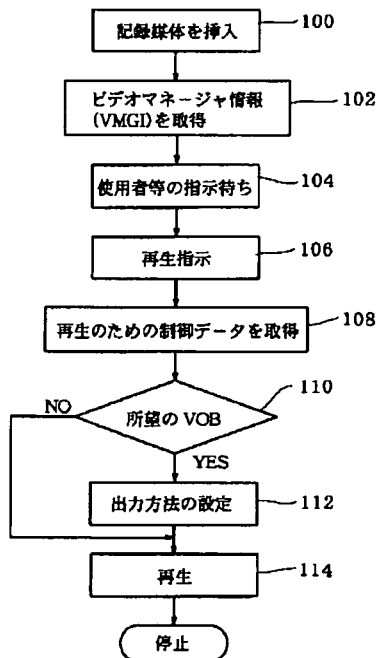 記録媒体を挿入
100
ビデオマネージャ情報
(VMGI)を取得
102
使用者等の指示待ち
104
再生指示
106
再生のための制御データを取得
108
所望の VOB
110
NO
YES
出力方法の設定
112
再生
114
停止